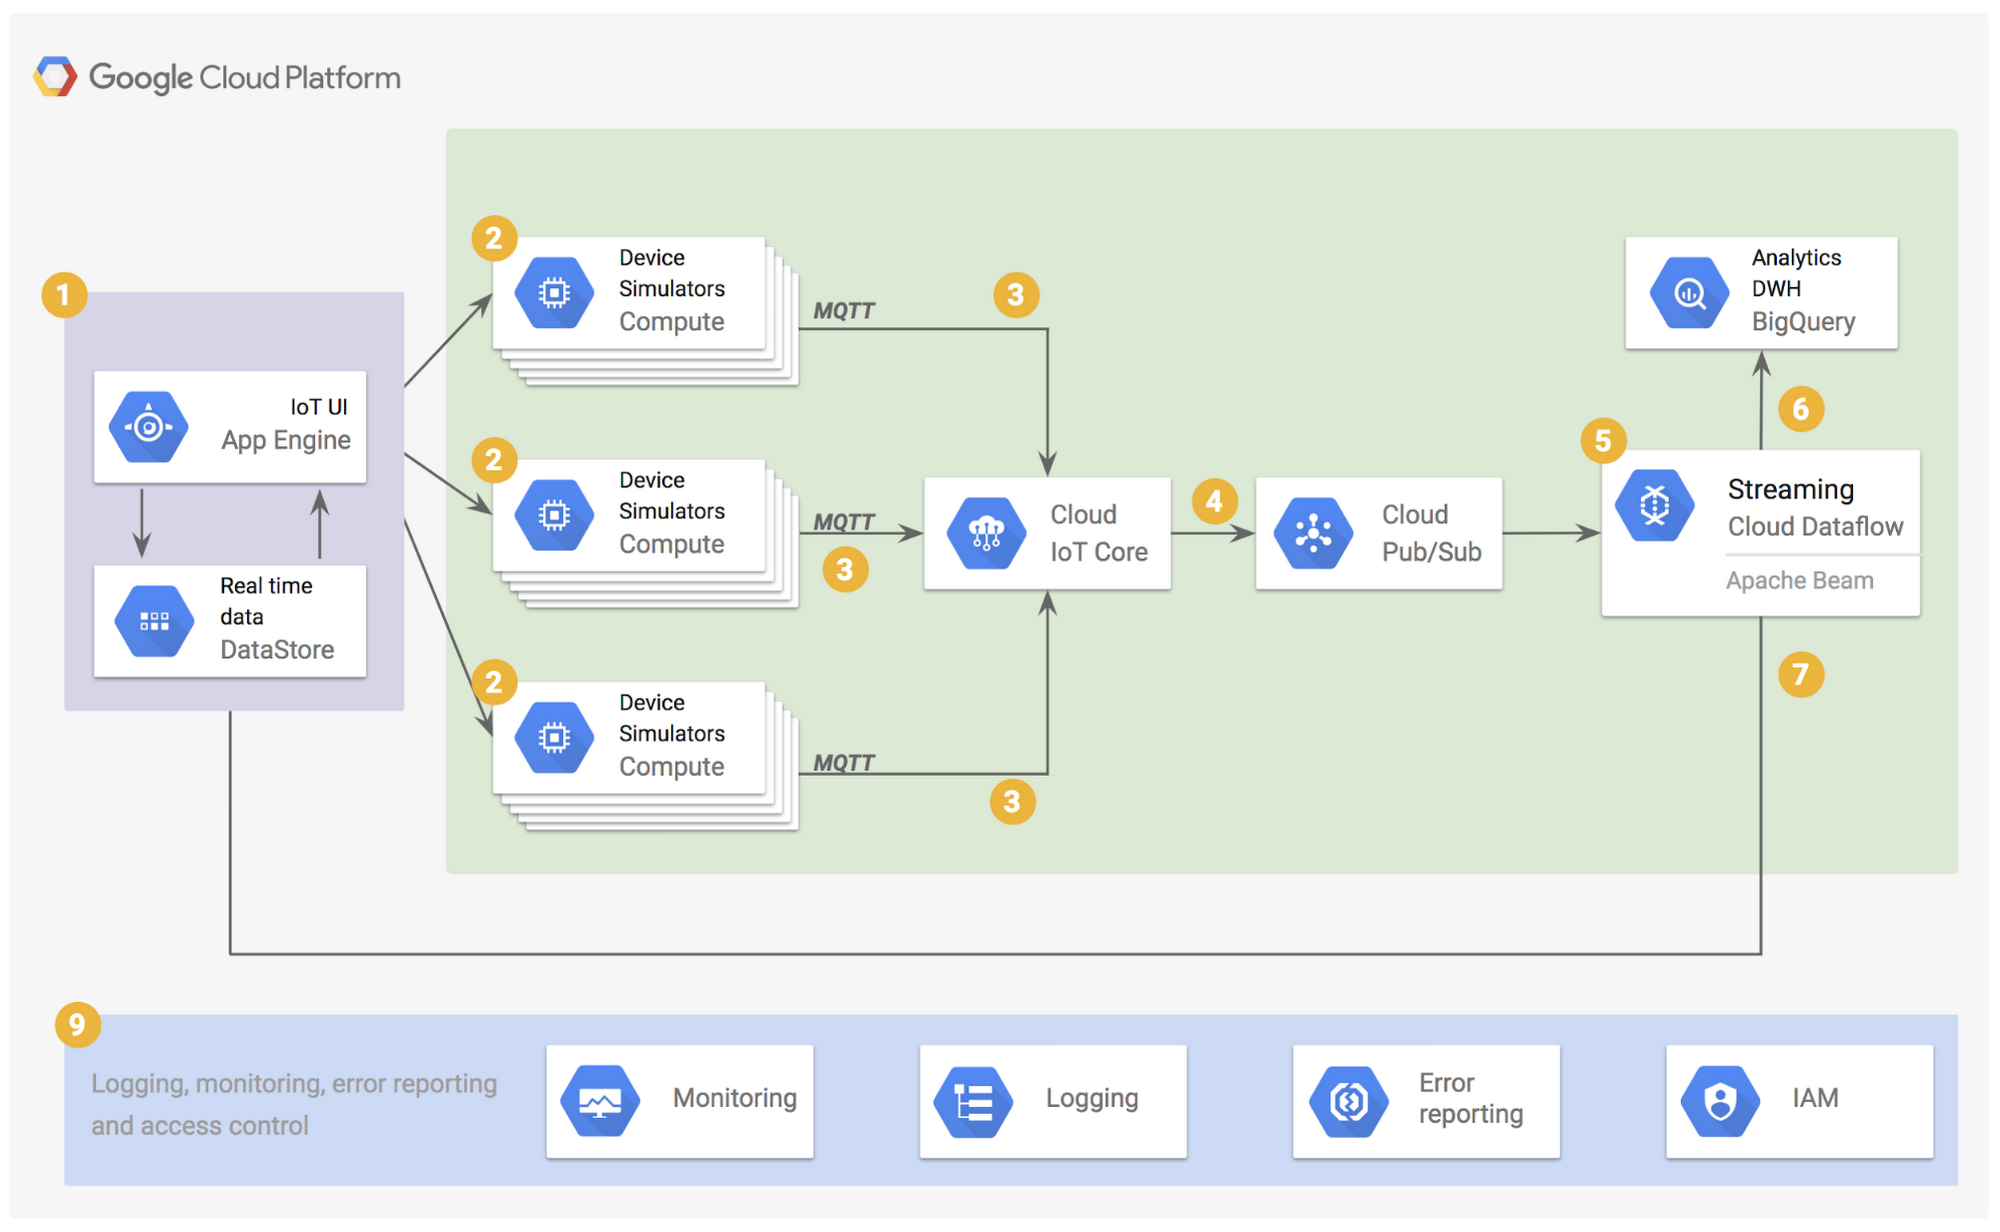 Google Cloud Platform
1
IoT UI
App Engine
Real time
data
DataStore
2
Device
Simulators
Compute
MQTT
3
2
Device
Simulators
Compute
MQTT
3
2
Device
Simulators
Compute
MQTT
3
Cloud
IoT Core
4
Cloud
Pub/Sub
5
Streaming
Cloud Dataflow
Apache Beam
6
Analytics
DWH
BigQuery
7
9
Logging, monitoring, error reporting
and access control
Monitoring
Logging
Error
reporting
IAM